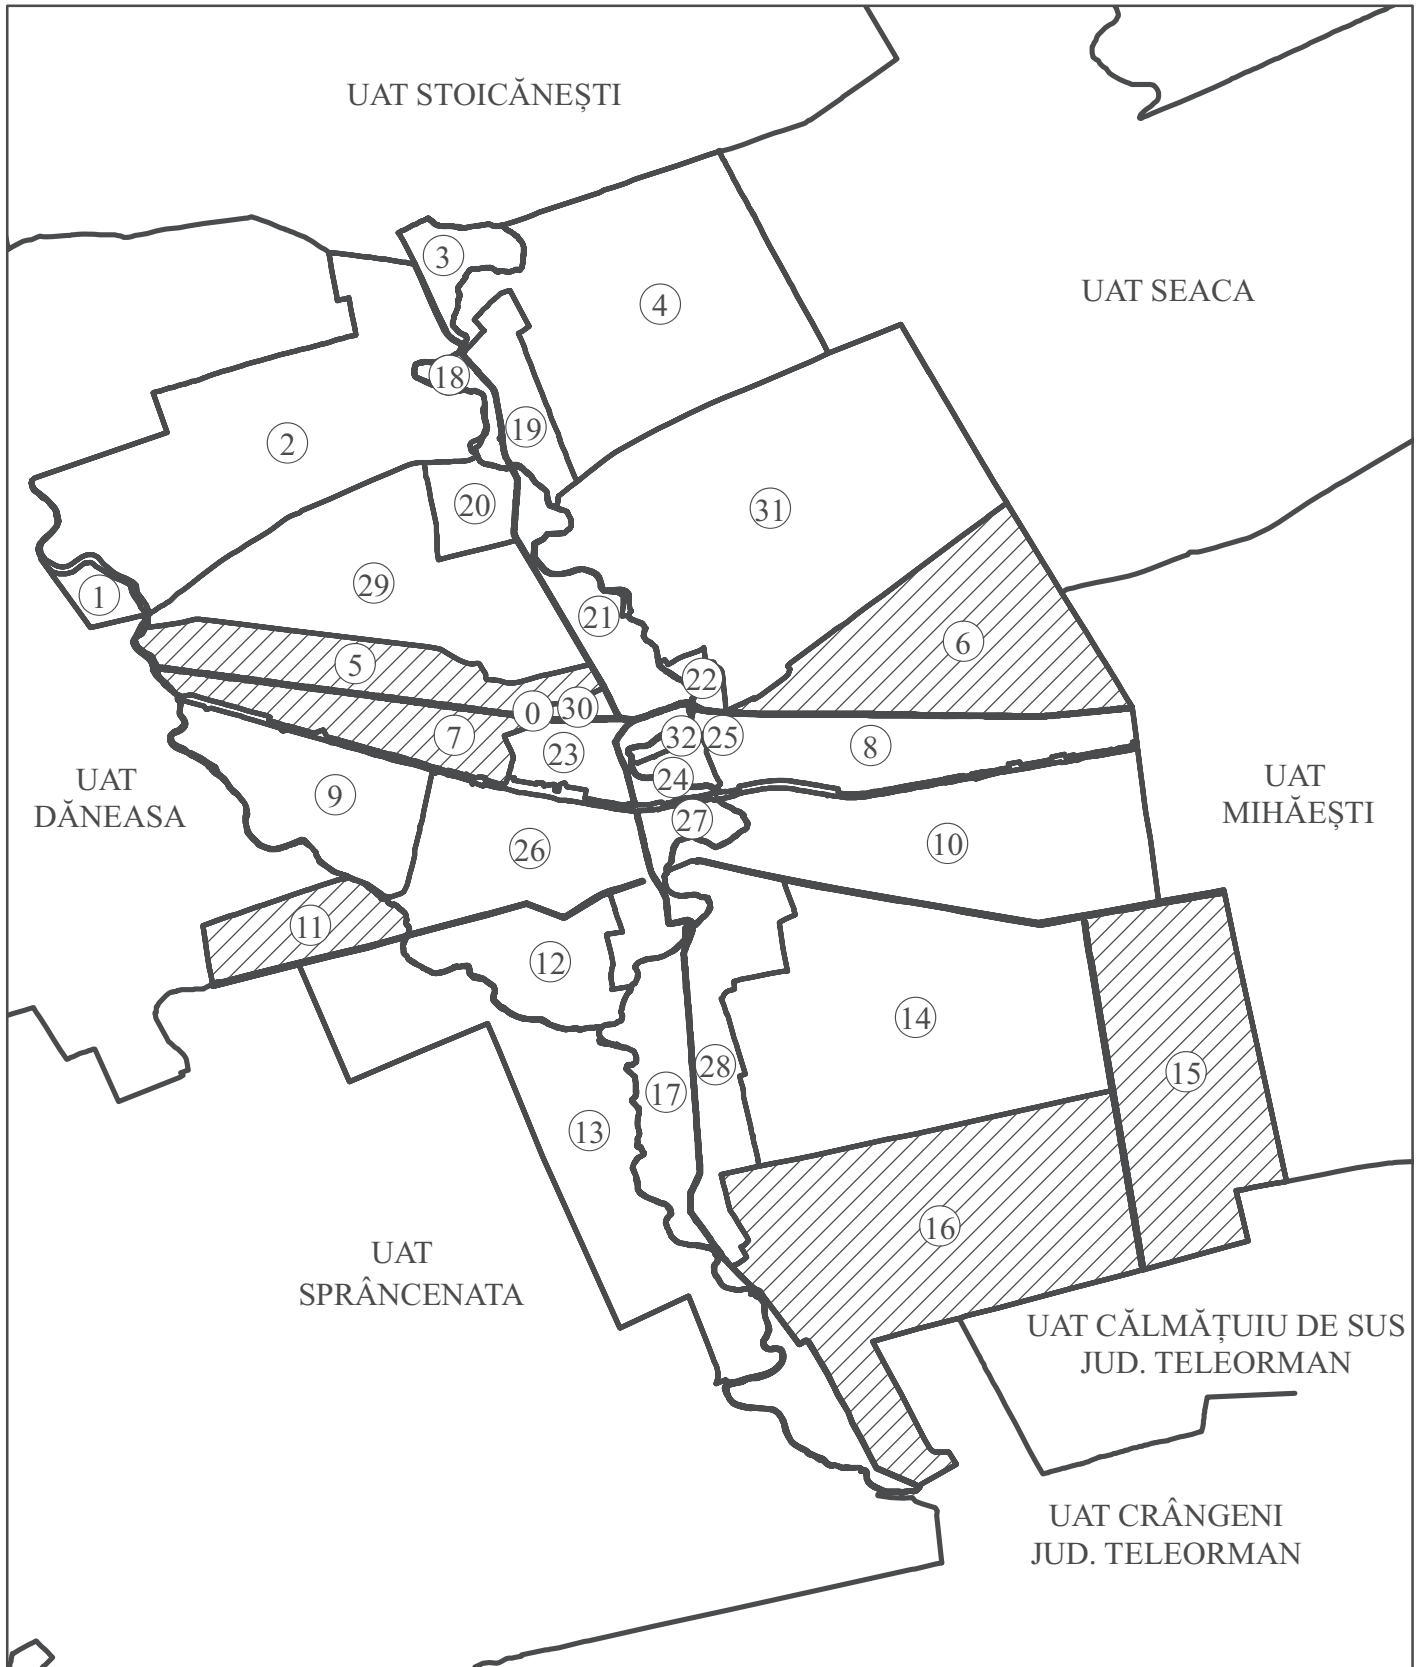 UAT STOICĂNEȘTI
3
UAT SEACA
4
18
19
2
20
31
29
1
21
6
5
22
30
0
7
32
25
23
8
24
UAT
DĂNEASA
9
UAT
MIHĂEȘTI
27
26
10
11
12
14
28
15
17
13
16
UAT
SPRÂNCENATA
UAT CĂLMĂȚUIU DE SUS
JUD. TELEORMAN
UAT CRÂNGENI
JUD. TELEORMAN